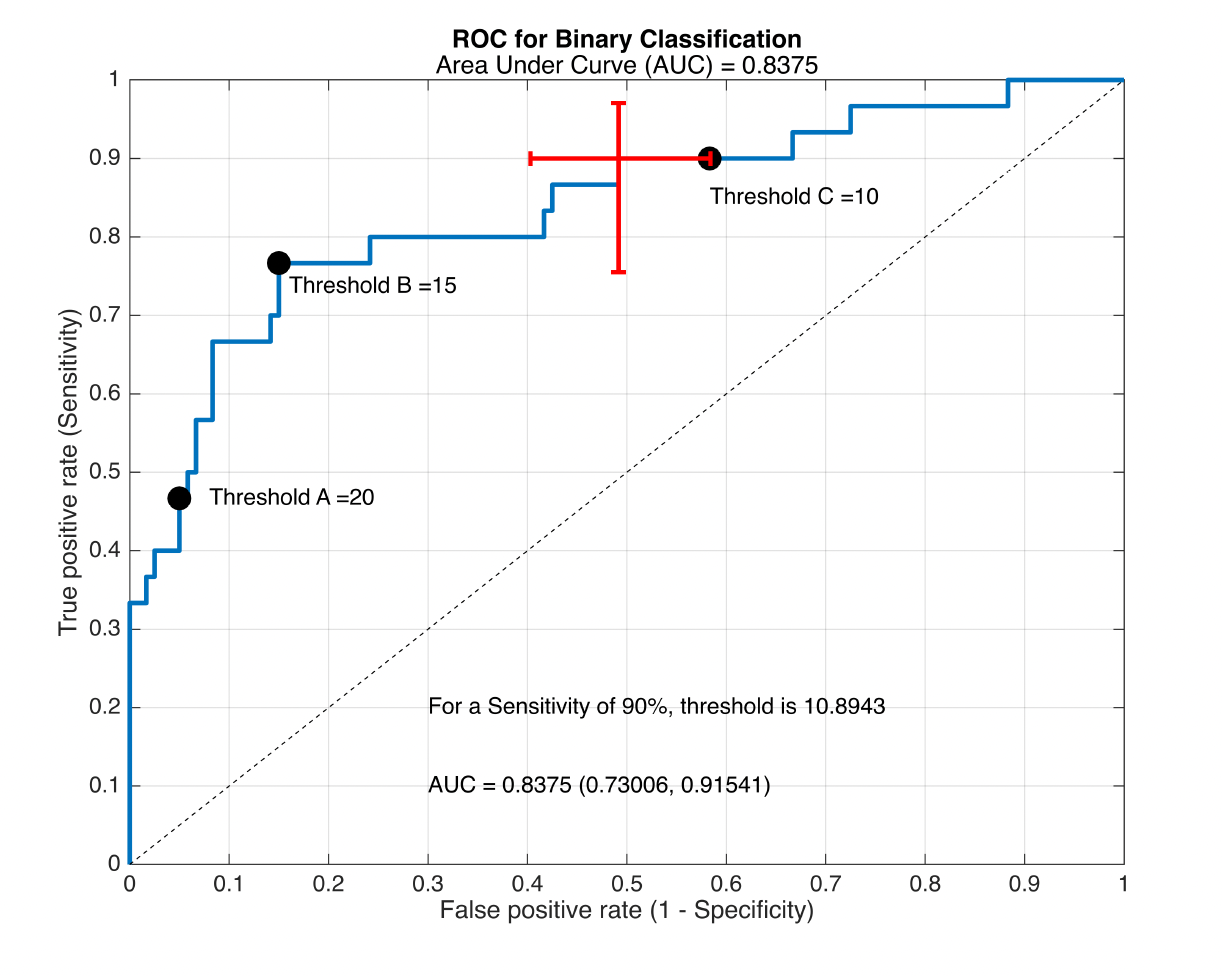 ROC for Binary Classification
Area Under Curve (AUC) = 0.8375
1
0.9
0.8
0.7
0.6
0.5
0.4
0.3
0.2
0.1
0
True positive rate (Sensitivity)
Threshold C =10
Threshold B =15
Threshold A =20
For a Sensitivity of 90%, threshold is 10.8943
AUC = 0.8375 (0.73006, 0.91541)
0 0.1 0.2 0.3 0.4 0.5 0.6 0.7 0.8 0.9 1
False positive rate (1 - Specificity)